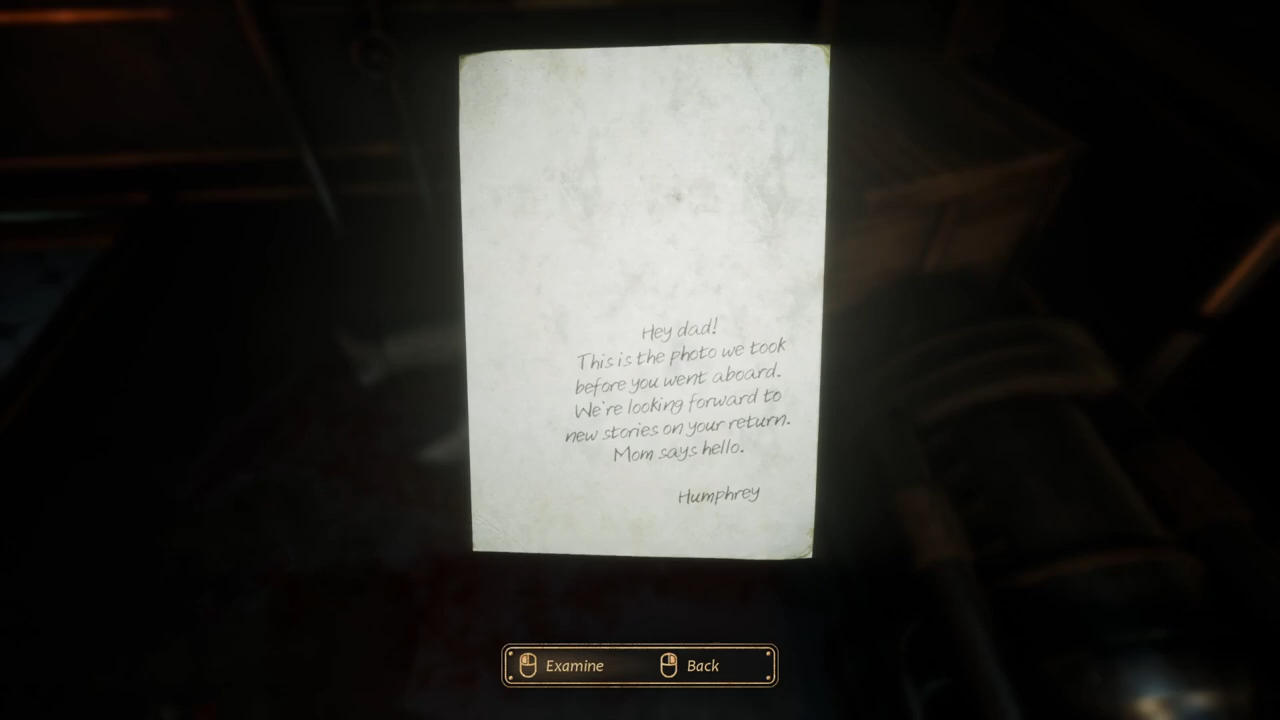 Hey dad!
This is the photo we took
before you went aboard.
We're looking forward to
new stories on your return.
Mom says hello.
Humphrey
Examine
Back